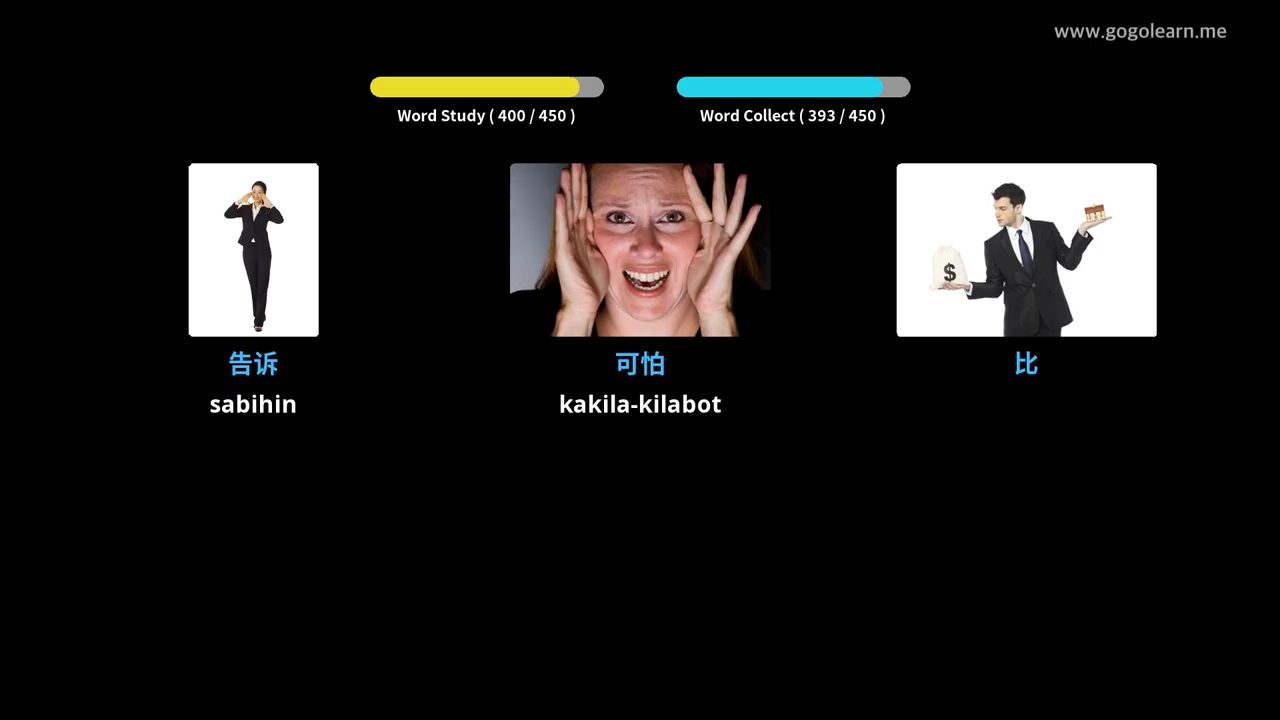 www.gogolearn.me
Word Study ( 400 / 450 )
Word Collect ( 393 / 450 )
$
告诉
可怕
比
sabihin
kakila-kilabot